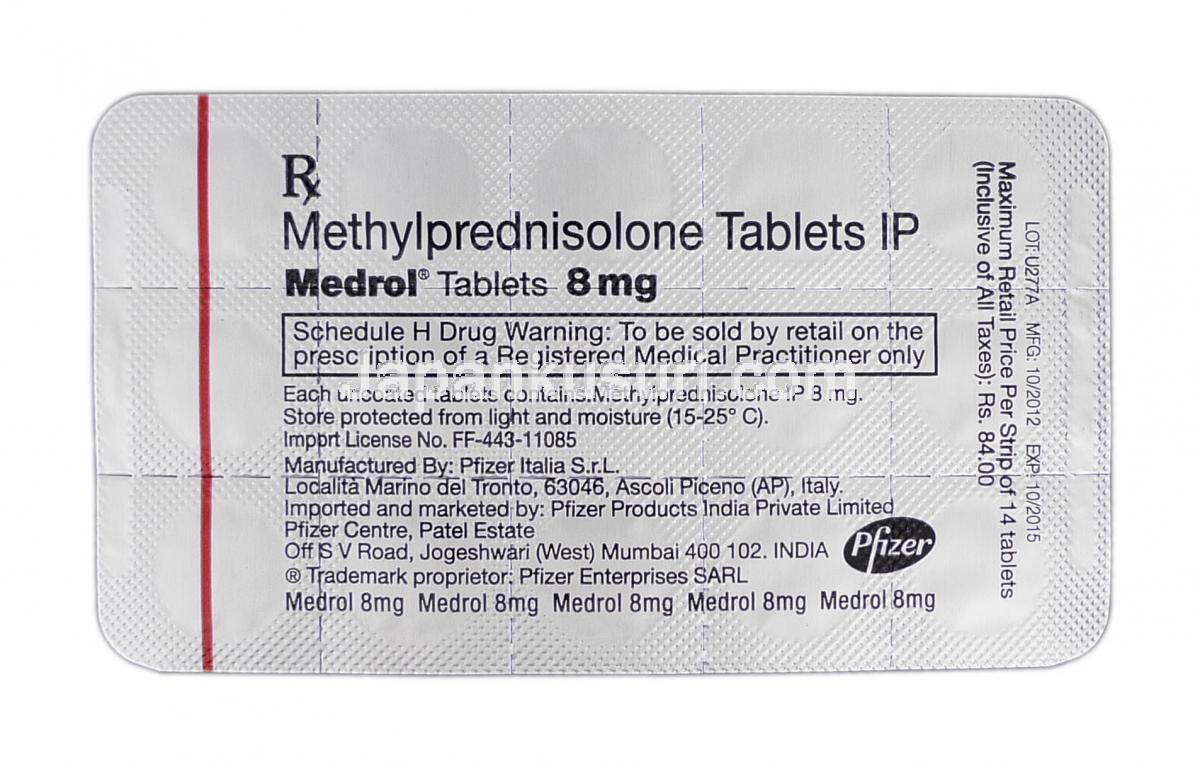 Rx
Methylprednisolone Tablets IP
Medrol® Tablets 8 mg
Schedule H Drug Warning: To be sold by retail on the
prescription of a Registered Medical Practitioner only
Japankusuri.com
Each uncoated tablets contains.Methylprednisolone IP 8 mg.
Store protected from light and moisture (15-25° C).
Import License No. FF-443-11085
Manufactured By: Pfizer Italia S.r.L.
Località Marino del Tronto, 63046, Ascoli Piceno (AP), Italy.
Imported and marketed by: Pfizer Products India Private Limited
Pfizer Centre, Patel Estate
Off S V Road, Jogeshwari (West) Mumbai 400 102. INDIA
Pfizer
® Trademark proprietor: Pfizer Enterprises SARL
Medrol 8mg Medrol 8mg Medrol 8mg Medrol 8mg Medrol 8mg
LOT: U277A MFG: 10/2012 EXP: 10/2015
Maximum Retail Price Per Strip of 14 tablets
(Inclusive of All Taxes): Rs. 84.00